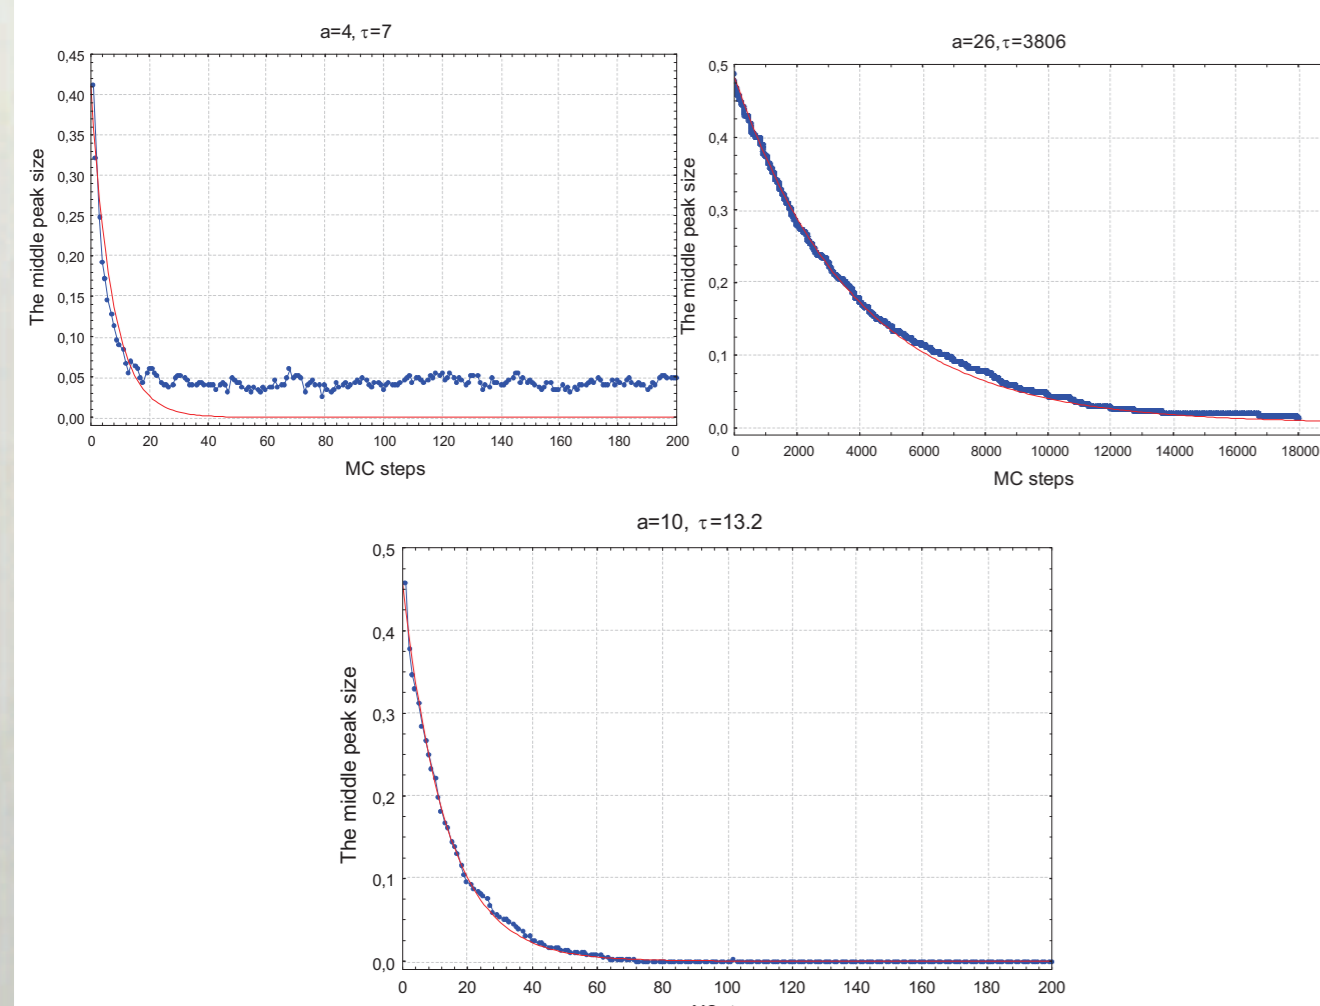 a=4, τ=7
The middle peak size
0,45
0,40
0,35
0,30
0,25
0,20
0,15
0,10
0,05
0,00
0 20 40 60 80 100 120 140 160 180 200
MC steps
a=26,τ=3806
The middle peak size
0,5
0,4
0,3
0,2
0,1
0,0
0 2000 4000 6000 8000 10000 12000 14000 16000 18000
MC steps
a=10, τ=13.2
The middle peak size
0,5
0,4
0,3
0,2
0,1
0,0
0 20 40 60 80 100 120 140 160 180 200